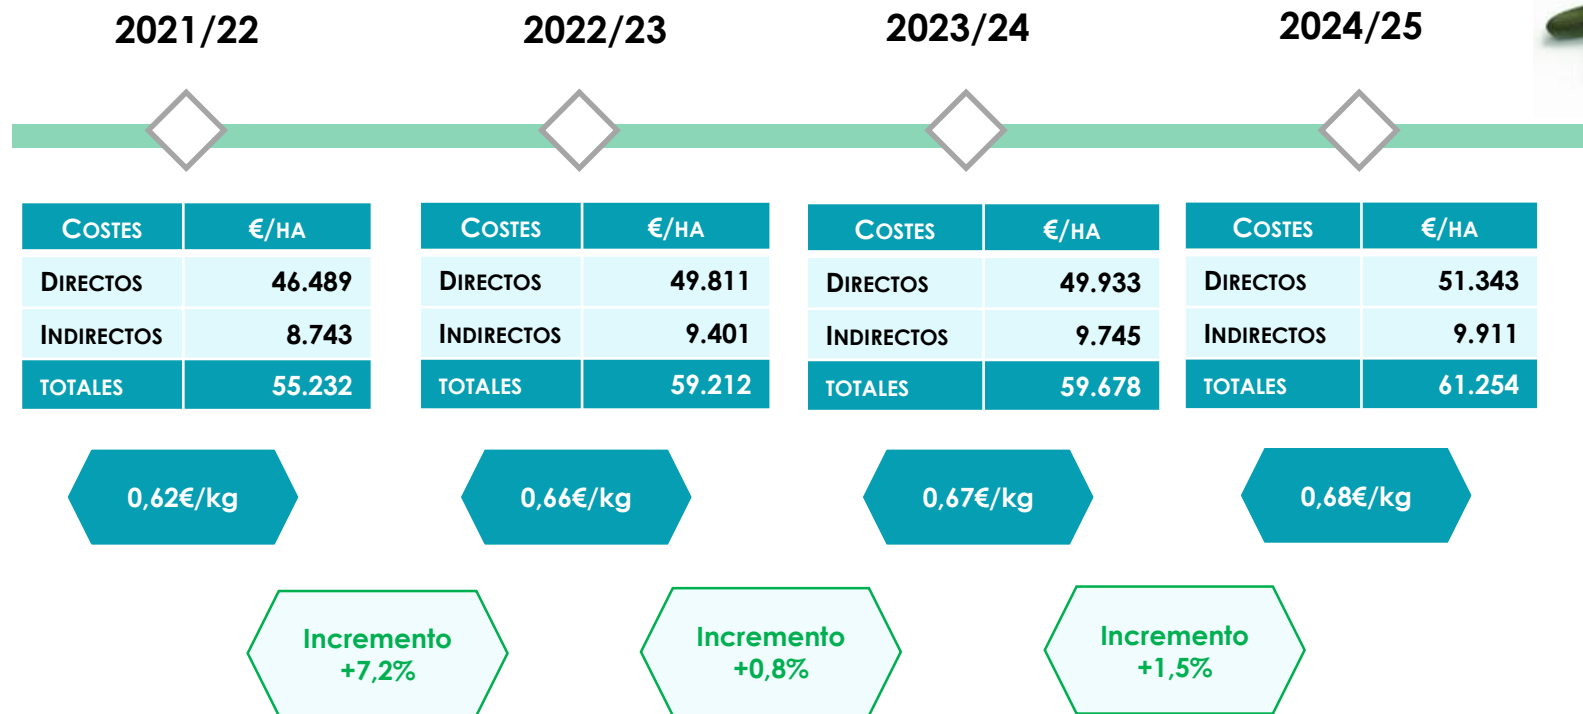 2021/22
2022/23
2023/24
2024/25
COSTES €/HA
DIRECTOS 46.489
INDIRECTOS 8.743
TOTALES 55.232
COSTES €/HA
DIRECTOS 49.811
INDIRECTOS 9.401
TOTALES 59.212
COSTES €/HA
DIRECTOS 49.933
INDIRECTOS 9.745
TOTALES 59.678
COSTES €/HA
DIRECTOS 51.343
INDIRECTOS 9.911
TOTALES 61.254
0,62€/kg
0,66€/kg
0,67€/kg
0,68€/kg
Incremento
+7,2%
Incremento
+0,8%
Incremento
+1,5%